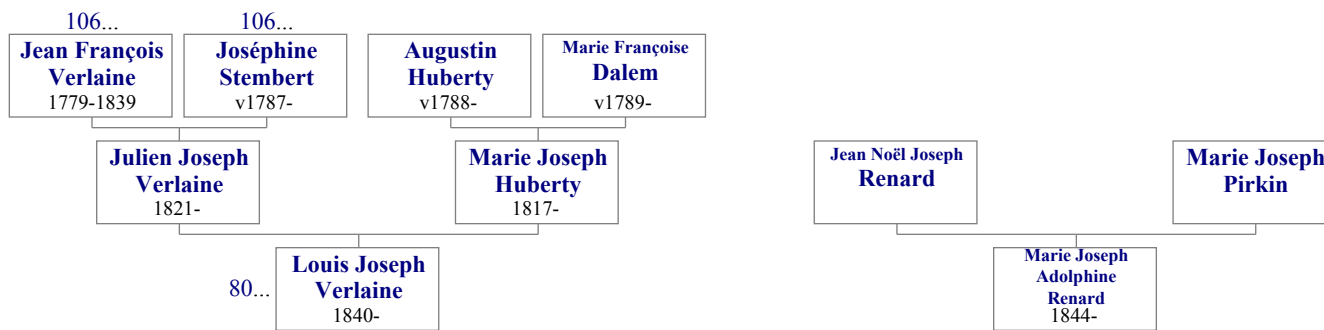 106... 106...
Jean François
Verlaine
1779-1839
Joséphine
Stembert
v1787-
Augustin
Huberty
v1788-
Marie Françoise
Dalem
v1789-
Julien Joseph
Verlaine
1821-
Marie Joseph
Huberty
1817-
Jean Noël Joseph
Renard
Marie Joseph
Pirkin
80...
Louis Joseph
Verlaine
1840-
Marie Joseph
Adolphine
Renard
1844-